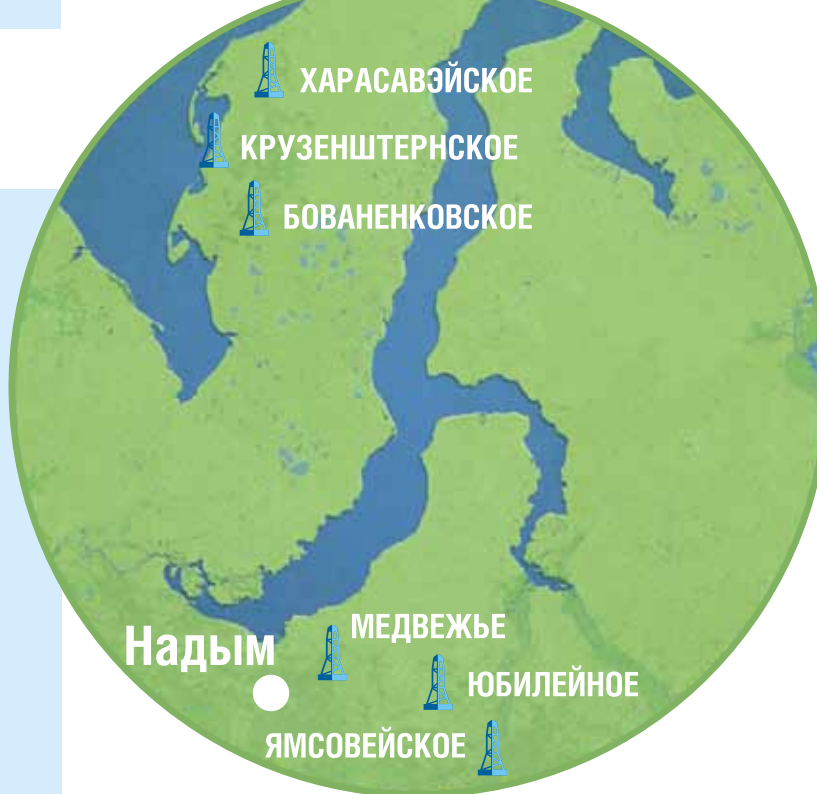 ХАРАСАВЭЙСКОЕ
КРУЗЕНШТЕРНСКОЕ
БОВАНЕНКОВСКОЕ
МЕДВЕЖЬЕ
Надым
ЮБИЛЕЙНОЕ
ЯМСОВЕЙСКОЕ